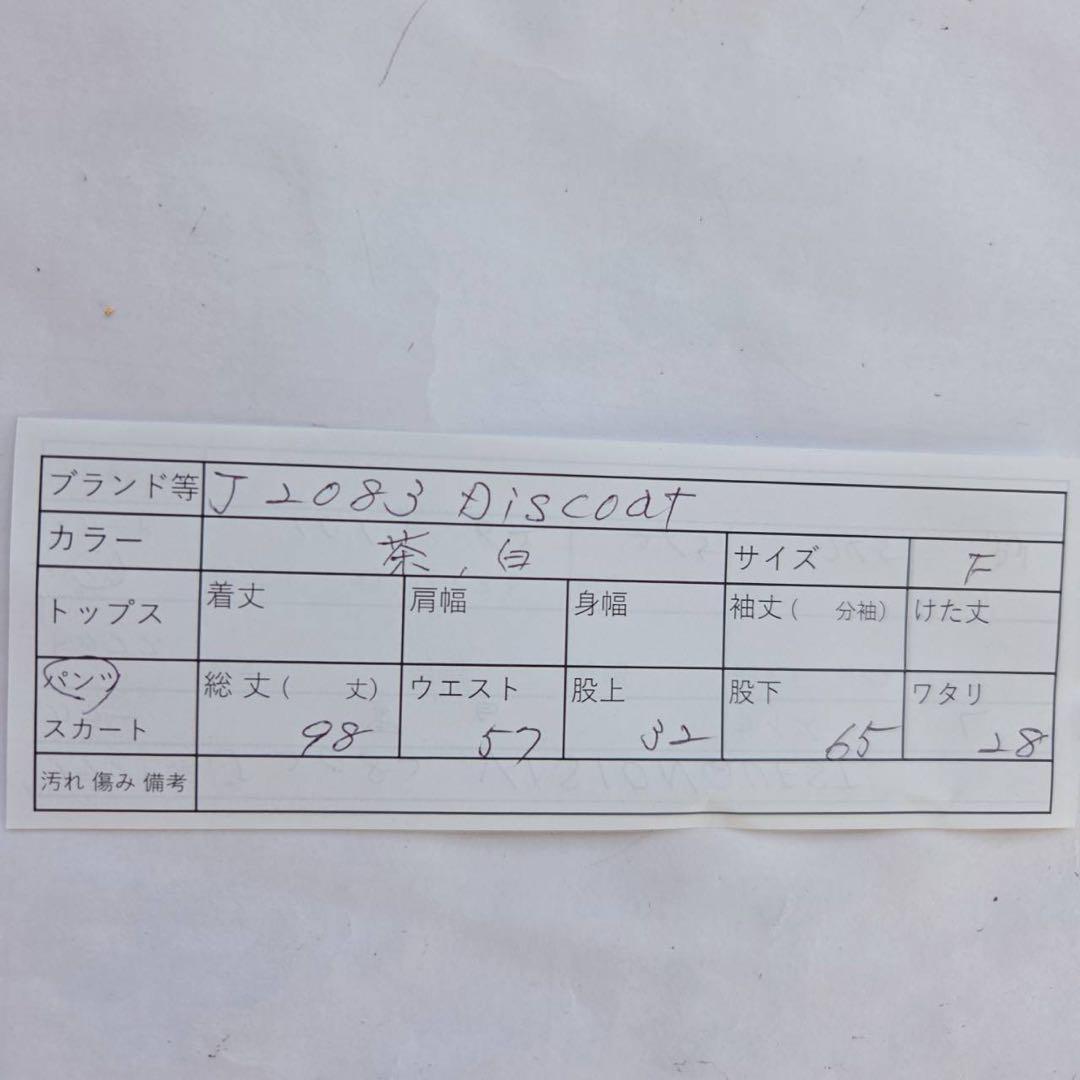 ブランド等 J2083 Discoat
カラー 茶、白 サイズ F
トップス 着丈 肩幅 身幅 袖丈( 分袖) けた丈
パンツ 総丈( 丈) ウエスト 股上 股下 ワタリ
スカート 98 57 32 65 28
汚れ 傷み 備考